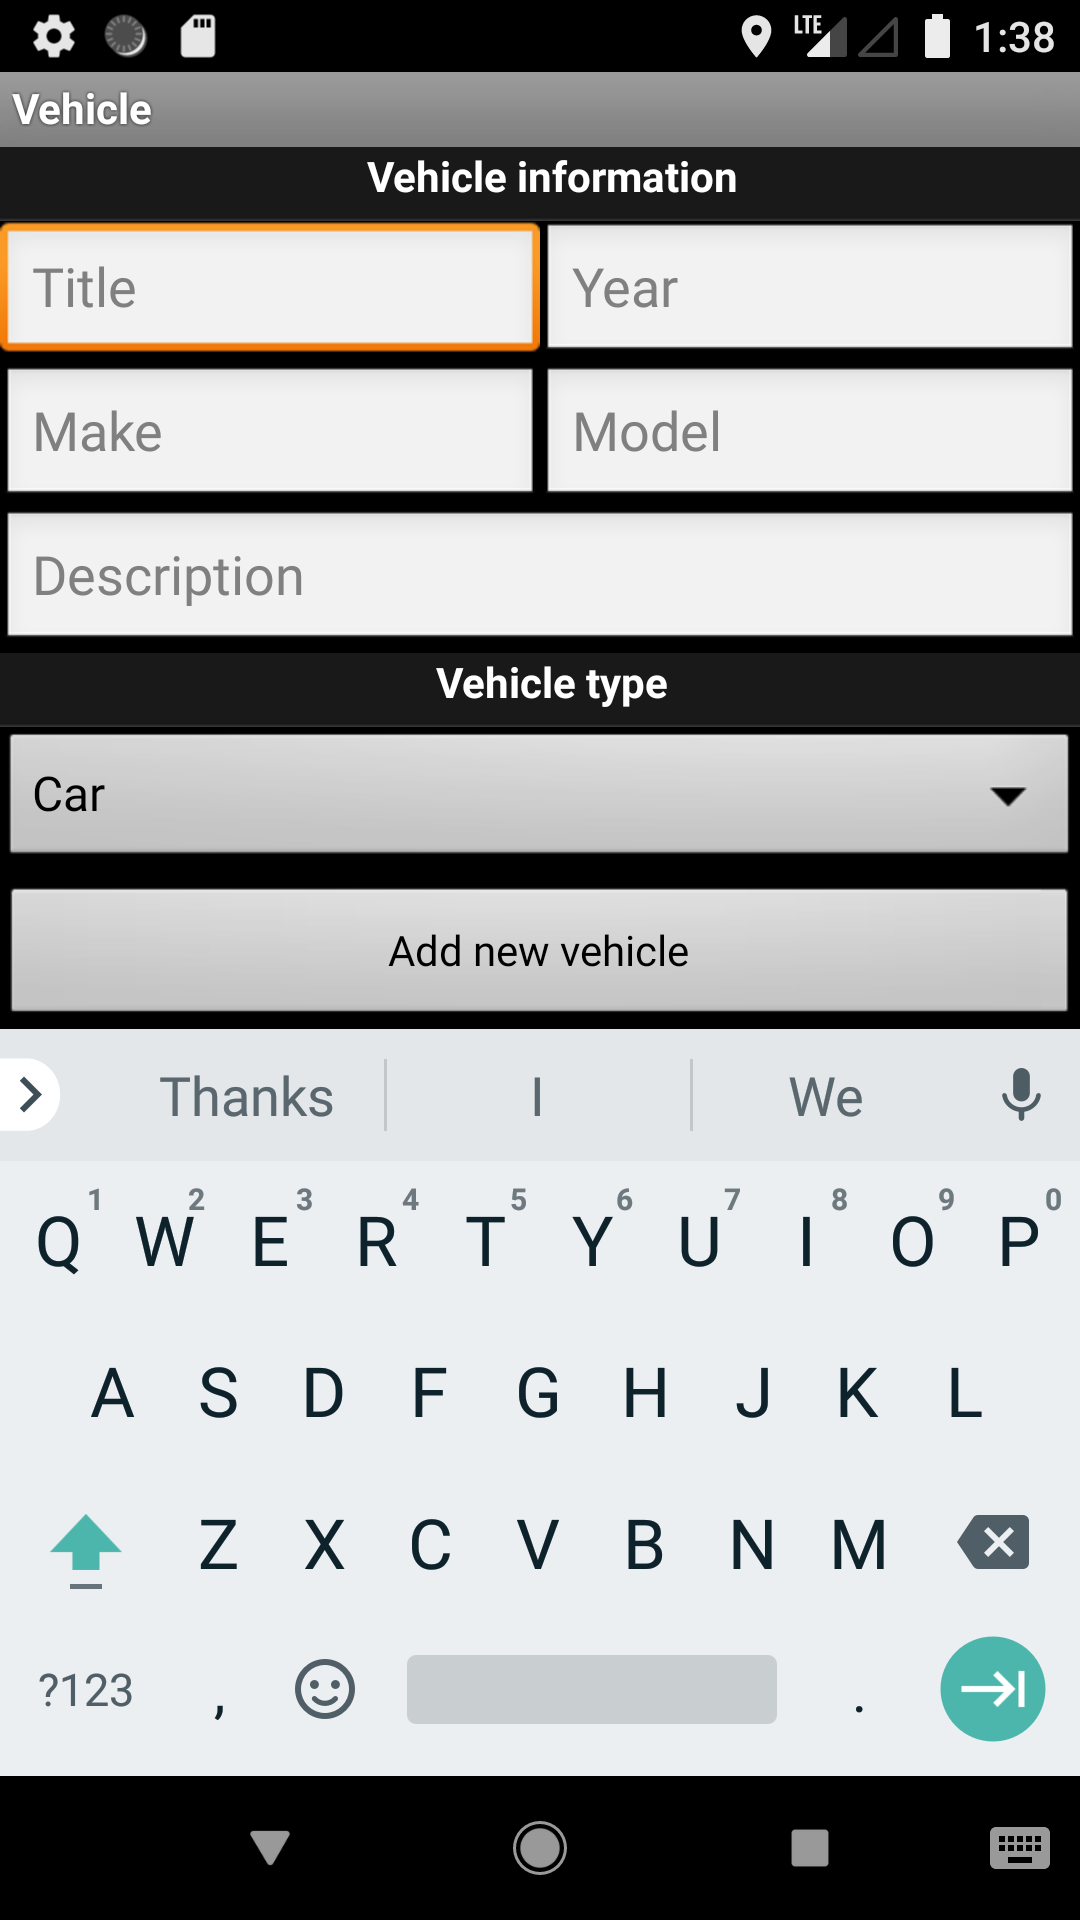 LTE 1:38
Vehicle
Vehicle information
Title Year
Make Model
Description
Vehicle type
Car
Add new vehicle
Thanks I We
1 2 3 4 5 6 7 8 9 0
Q W E R T Y U I O P
A S D F G H J K L
Z X C V B N M
?123 , .